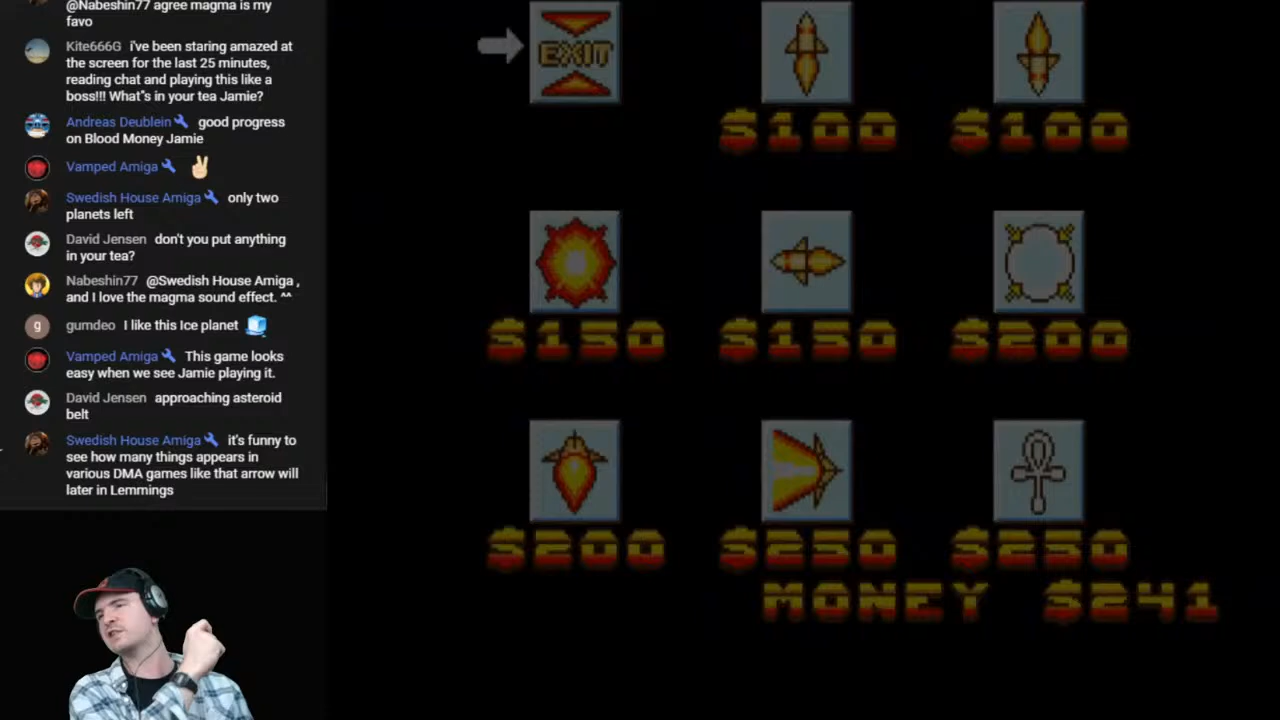 @Nabeshin77 agree magma is my
favo
Kite666G i've been staring amazed at
the screen for the last 25 minutes,
reading chat and playing this like a
boss!!! What"s in your tea Jamie?
Andreas Deublein good progress
on Blood Money Jamie
Vamped Amiga
Swedish House Amiga only two
planets left
David Jensen don't you put anything
in your tea?
Nabeshin77 @Swedish House Amiga ,
and I love the magma sound effect. ^^
g gumdeo I like this Ice planet
Vamped Amiga This game looks
easy when we see Jamie playing it.
David Jensen approaching asteroid
belt
Swedish House Amiga it's funny to
see how many things appears in
various DMA games like that arrow will
later in Lemmings
EXIT
$100 $100
$150 $150 $200
$200 $250 $250
MONEY $241